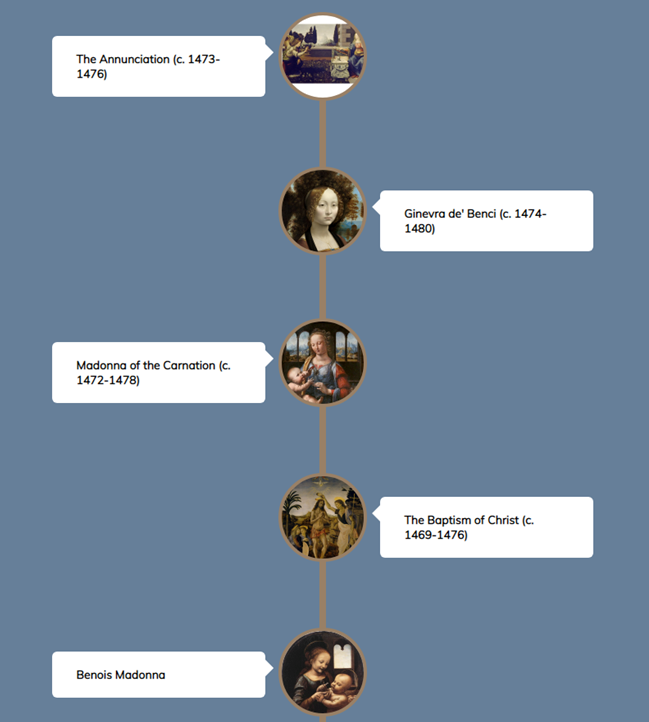 The Annunciation (c. 1473-
1476)
Ginevra de' Benci (c. 1474-
1480)
Madonna of the Carnation (c.
1472-1478)
The Baptism of Christ (c.
1469-1476)
Benois Madonna